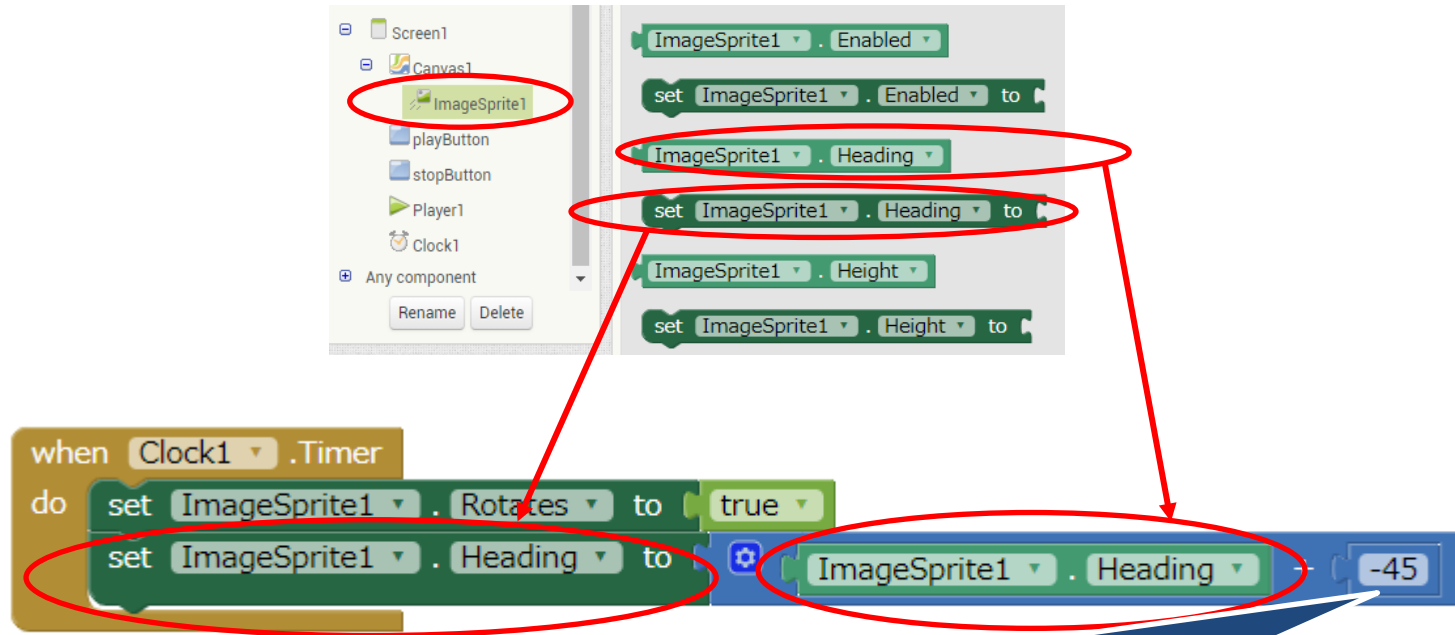 Screen1
Canvas1
ImageSprite1
playButton
stopButton
Player1
Clock1
Any component
Rename Delete
ImageSprite1 . Enabled
set ImageSprite1 . Enabled to
ImageSprite1 . Heading
set ImageSprite1 . Heading to
ImageSprite1 . Height
set ImageSprite1 . Height to
when Clock1 .Timer
do set ImageSprite1 . Rotates to true
set ImageSprite1 . Heading to ImageSprite1 . Heading + -45